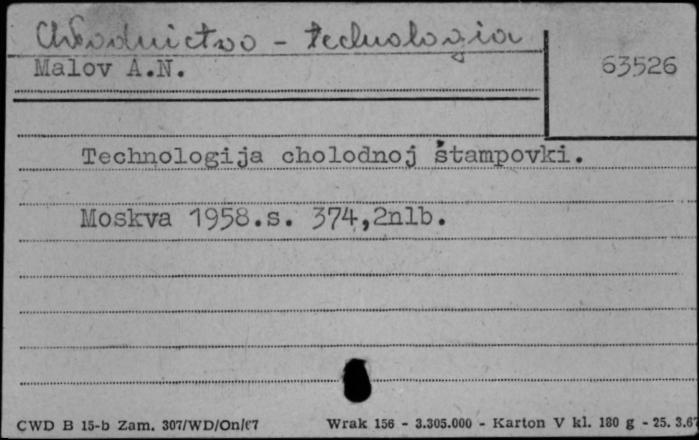 Chłodnictwo - technologia
Malov A.N.
63526
Technologija cholodnoj štampovki.
Moskva 1958.s. 374,2nlb.
CWD B 15-b Zam. 307/WD/On/67 Wrak 156 - 3.305.000 - Karton V kl. 180 g - 25. 3.67